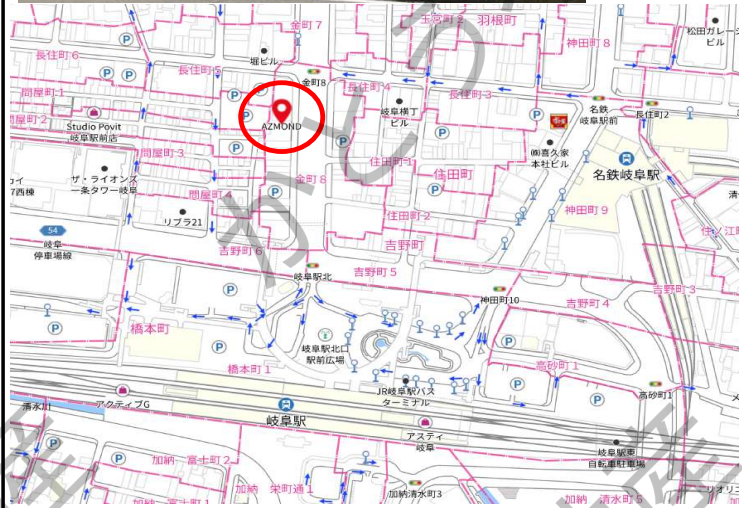 金町7
玉宮町2
羽根町
神田町8
松田ガレージ
ビル
長住町6
長住町5
堀ビル
金町8
長住町4
長住町3
名鉄
岐阜駅前
長住町2
問屋町1
問屋町2
Studio Povit
岐阜駅前店
AZMOND
岐阜横丁
ビル
㈱喜久家
本社ビル
名鉄岐阜駅
問屋町3
住田町1
住田町
ザ・ライオンズ
一条タワー岐阜
問屋町4
金町8
リブラ21
住田町2
神田町9
54
岐阜
停車場線
吉野町6
吉野町
岐阜駅北
吉野町5
吉野町3
神田町10
吉野町4
橋本町
岐阜駅北口
駅前広場
橋本町1
高砂町1
JR岐阜駅バス
ターミナル
高砂町1
清水川
アクティブG
岐阜駅
アスティ
岐阜
岐阜駅東
自転車駐車場
加納 富士町2
加納 富士町1
加納 栄町通1
加納清水町3
加納 清水町5